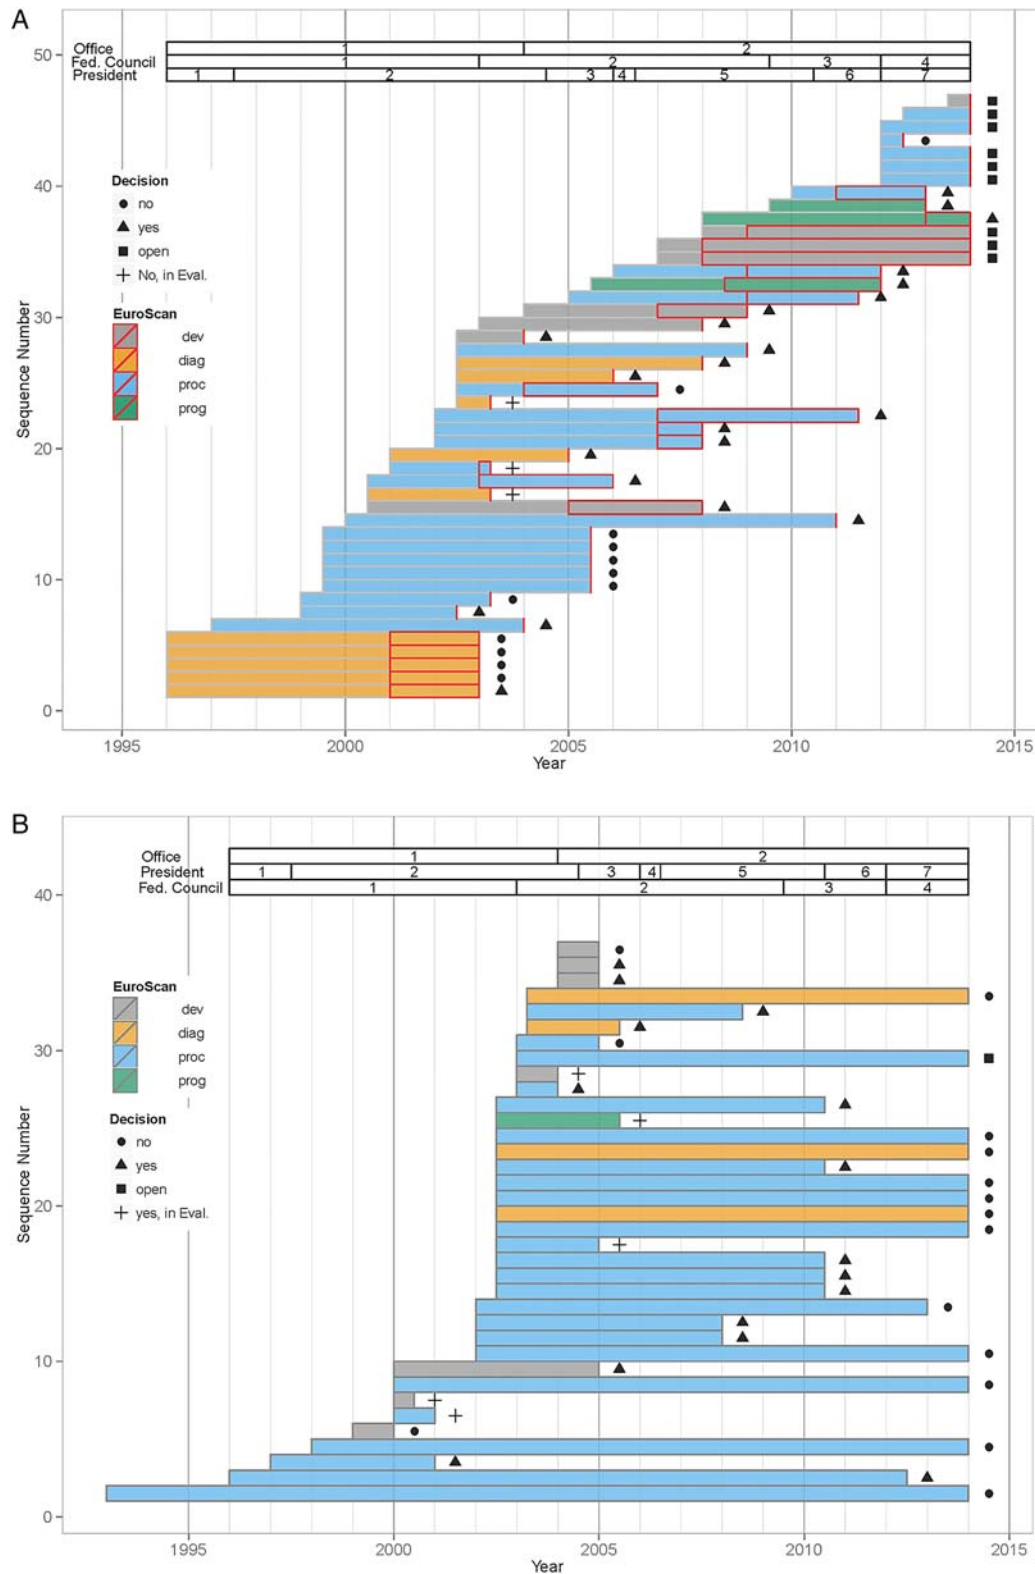 A
Office 1 2
Fed. Council 1 2 3 4
President 1 2 3 4 5 6 7
50
40
30
20
10
0
Sequence Number
Decision
no
yes
open
No, in Eval.
EuroScan
dev
diag
proc
prog
1995 2000 2005 2010 2015
Year
B
Office 1 2
President 1 2 3 4 5 6 7
Fed. Council 1 2 3 4
40
30
20
10
0
Sequence Number
EuroScan
dev
diag
proc
prog
Decision
no
yes
open
yes, in Eval.
1995 2000 2005 2010 2015
Year